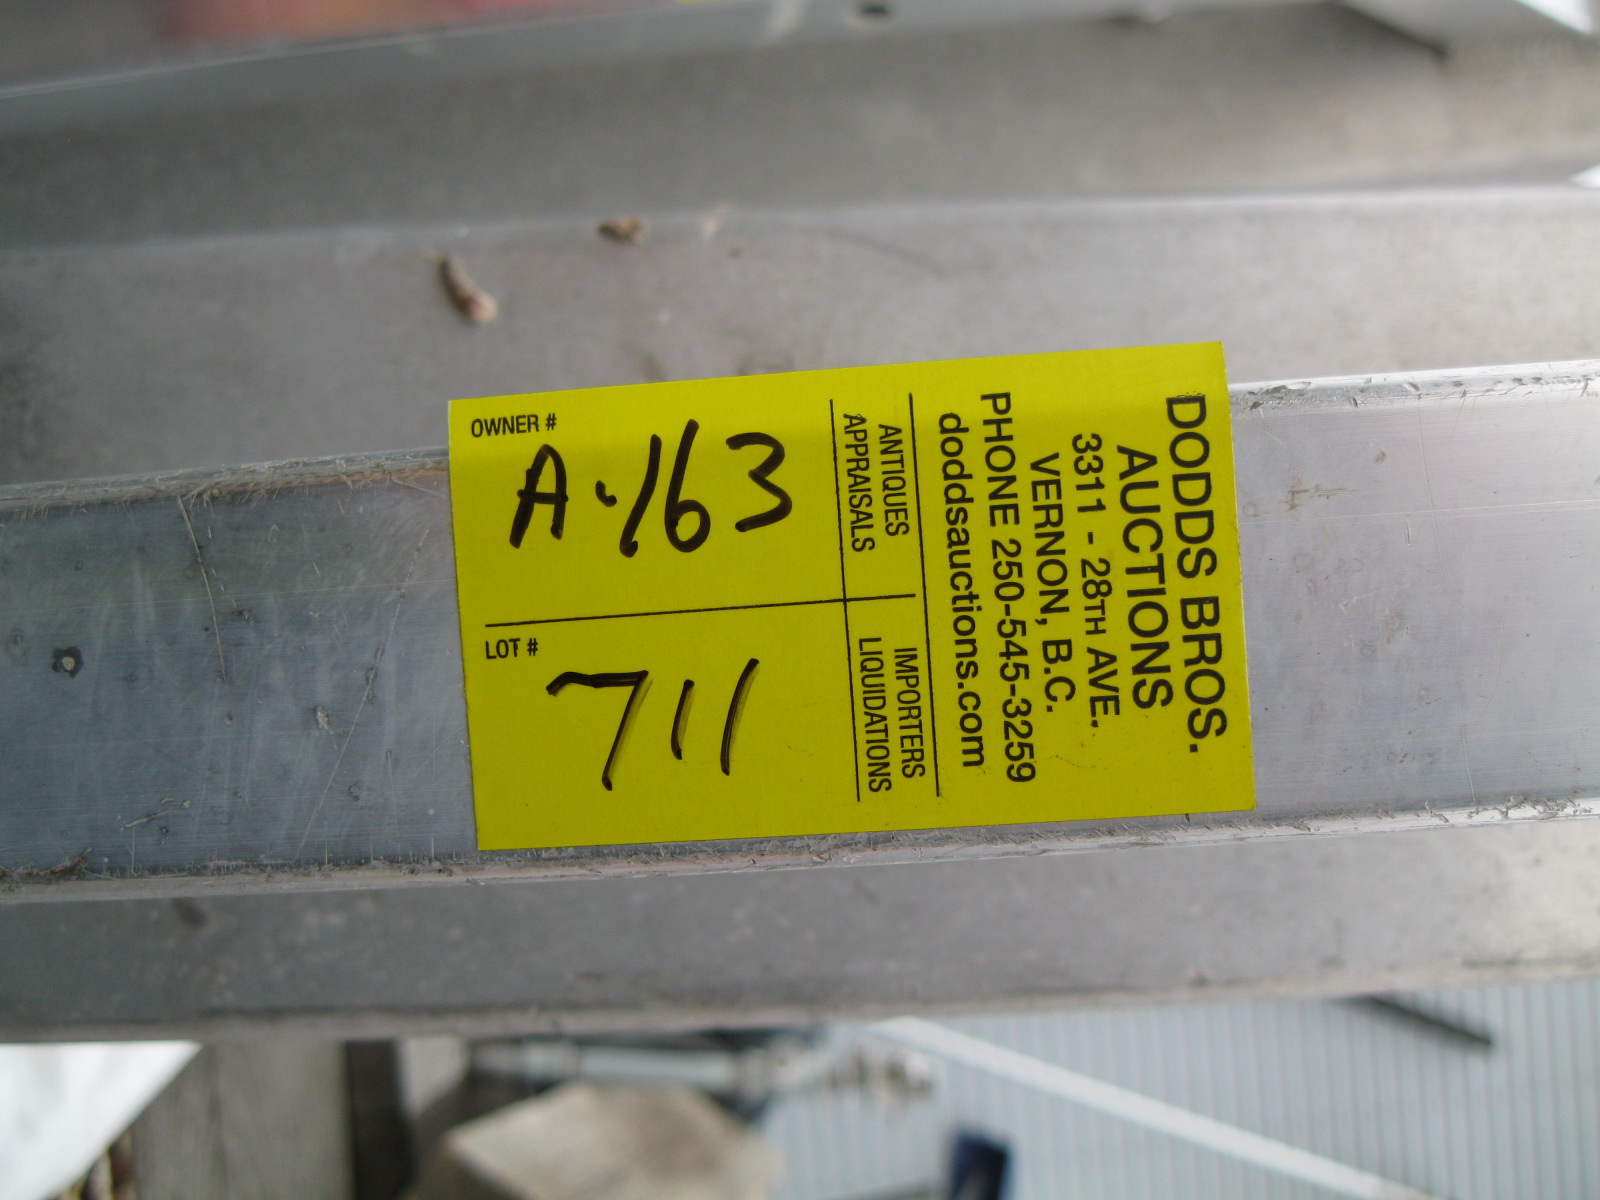 DODDS BROS.
AUCTIONS
3311 - 28TH AVE.
VERNON, B.C.
PHONE 250-545-3259
doddsauctions.com
ANTIQUES
APPRAISALS
IMPORTERS
LIQUIDATIONS
OWNER #
A-163
LOT #
711